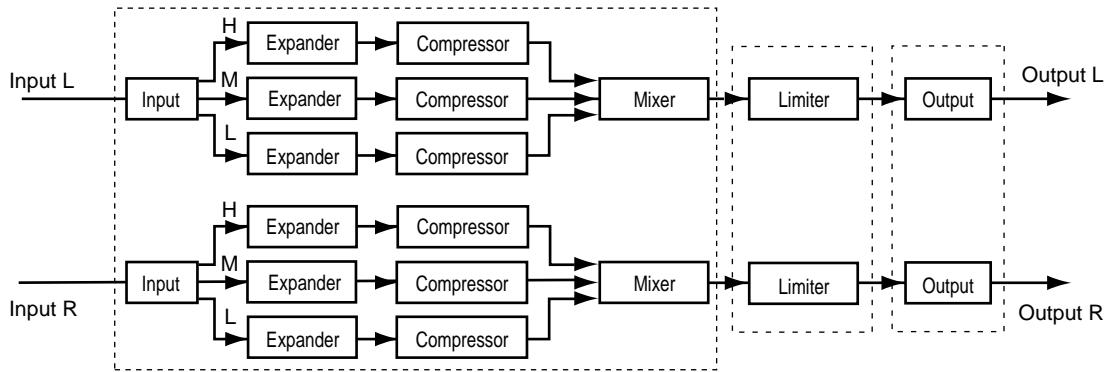 H
Expander
Compressor
Input L
Input
M
Expander
Compressor
Mixer
Limiter
Output
Output L
L
Expander
Compressor
H
Expander
Compressor
Input
M
Expander
Compressor
Mixer
Limiter
Output
Input R
Output R
L
Expander
Compressor